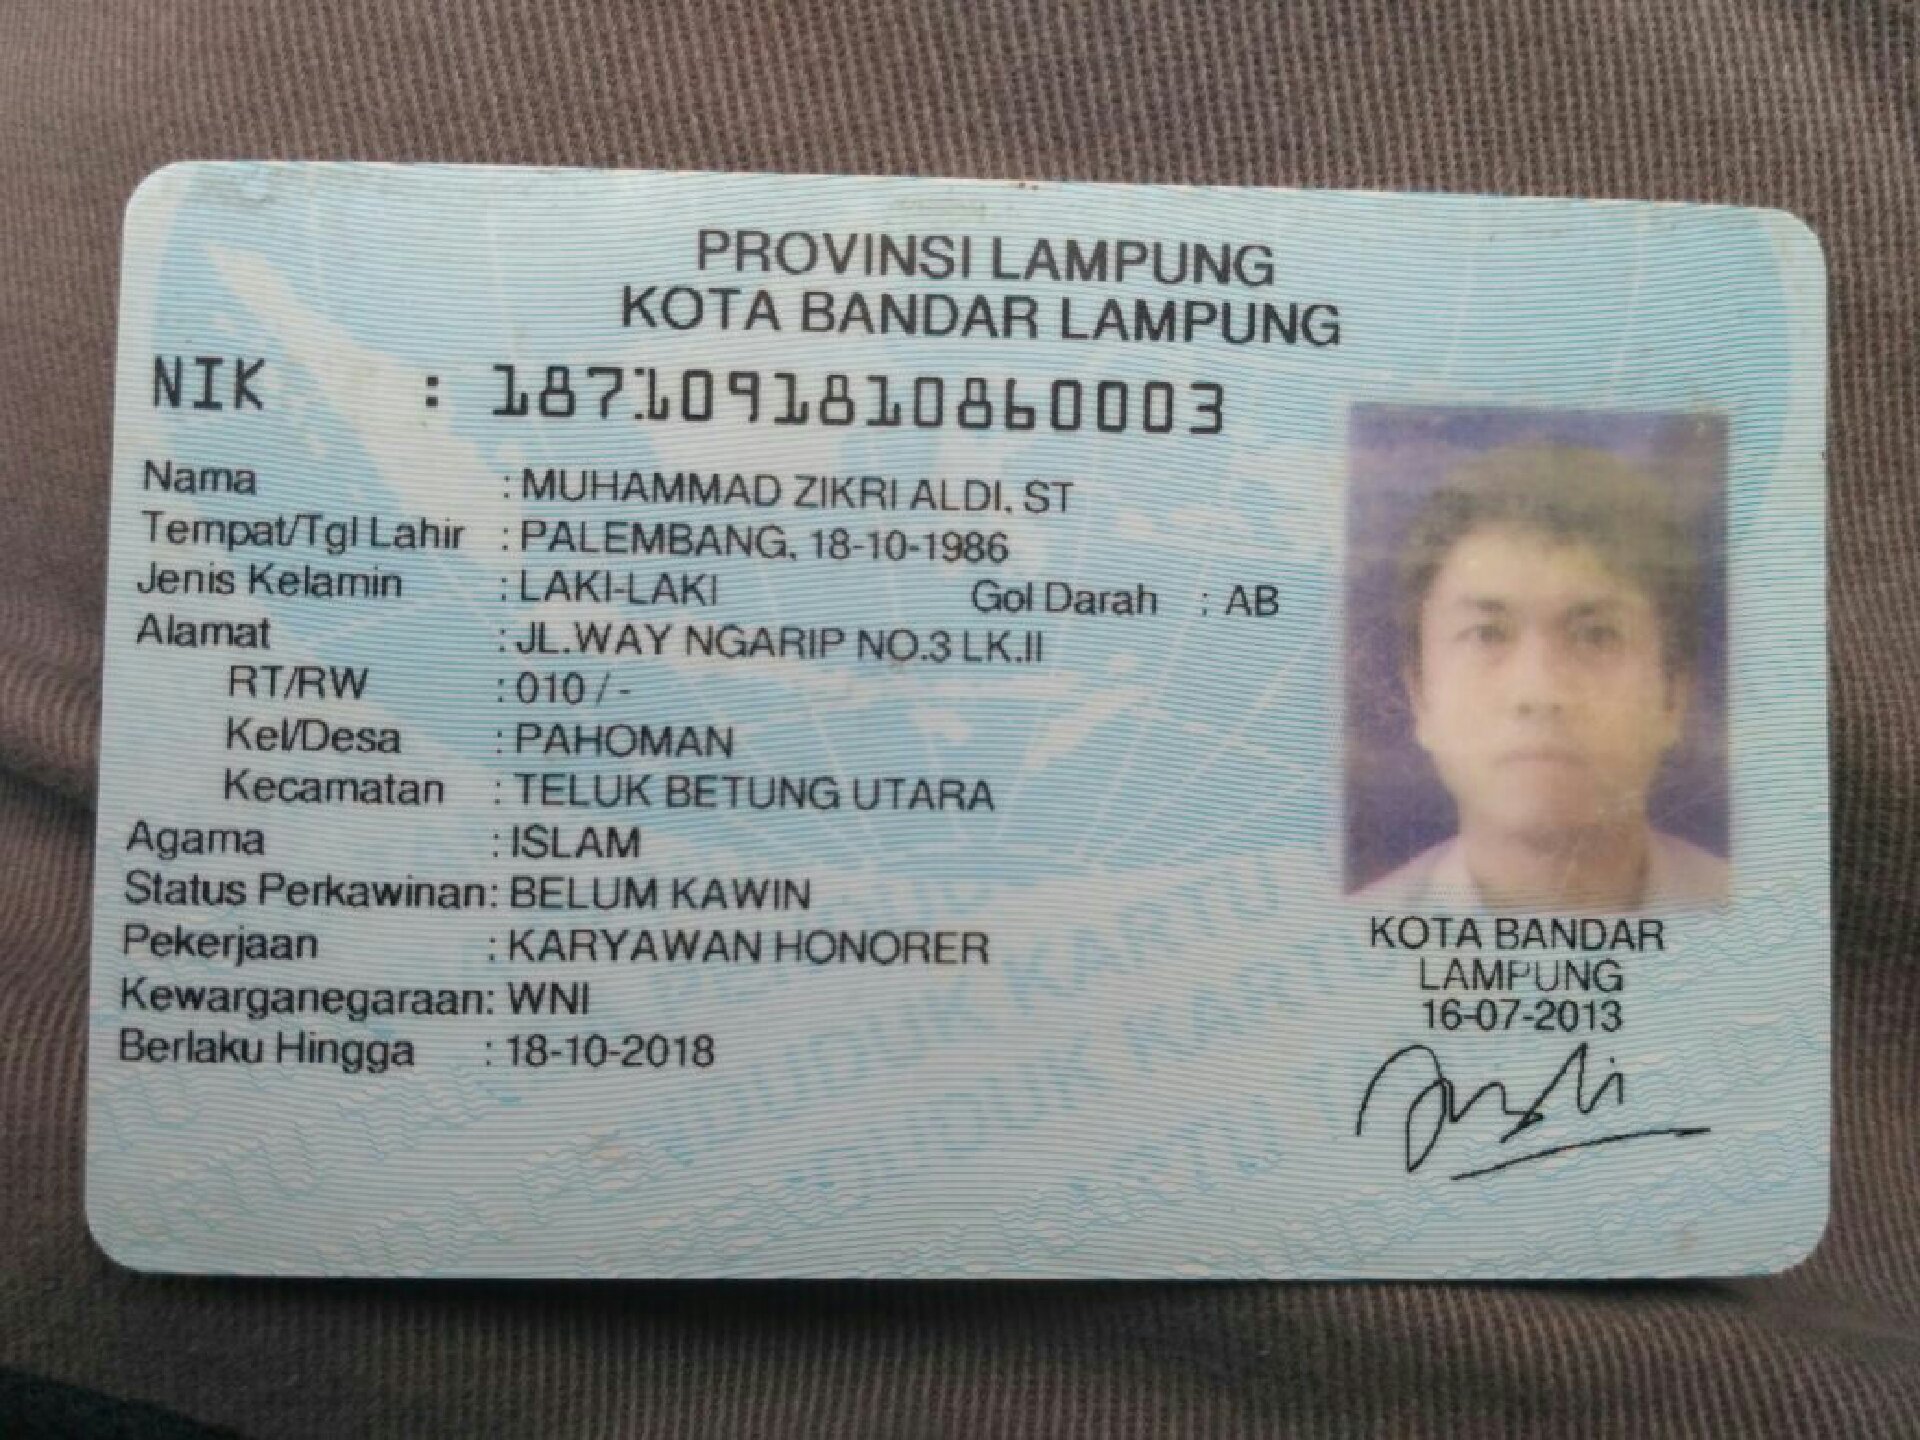 PROVINSI LAMPUNG
KOTA BANDAR LAMPUNG
NIK : 1871091810860003
Nama : MUHAMMAD ZIKRI ALDI, ST
Tempat/Tgl Lahir : PALEMBANG, 18-10-1986
Jenis Kelamin : LAKI-LAKI Gol Darah : AB
Alamat : JL.WAY NGARIP NO.3 LK.II
RT/RW : 010 / -
Kel/Desa : PAHOMAN
Kecamatan : TELUK BETUNG UTARA
Agama : ISLAM
Status Perkawinan: BELUM KAWIN
Pekerjaan : KARYAWAN HONORER
Kewarganegaraan: WNI
Berlaku Hingga : 18-10-2018
KOTA BANDAR
LAMPUNG
16-07-2013